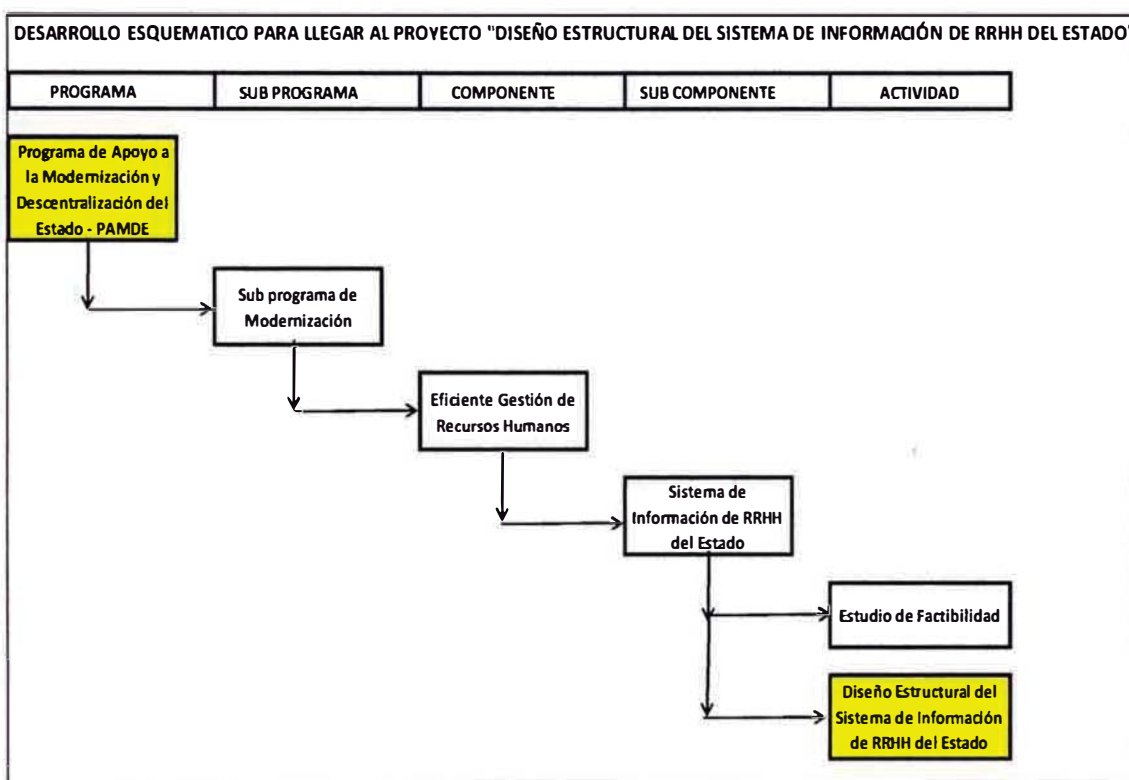 DESARROLLO ESQUEMATICO PARA LLEGAR AL PROYECTO "DISEÑO ESTRUCTURAL DEL SISTEMA DE INFORMACIÓN DE RRHH DEL ESTADO"
PROGRAMA SUB PROGRAMA COMPONENTE SUB COMPONENTE ACTIVIDAD
Programa de Apoyo a
la Modernización y
Descentralización del
Estado - PAMDE
Sub programa de
Modernización
Eficiente Gestión de
Recursos Humanos
Sistema de
Información de RRHH
del Estado
Estudio de Factibilidad
Diseño Estructural del
Sistema de Información
de RRHH del Estado